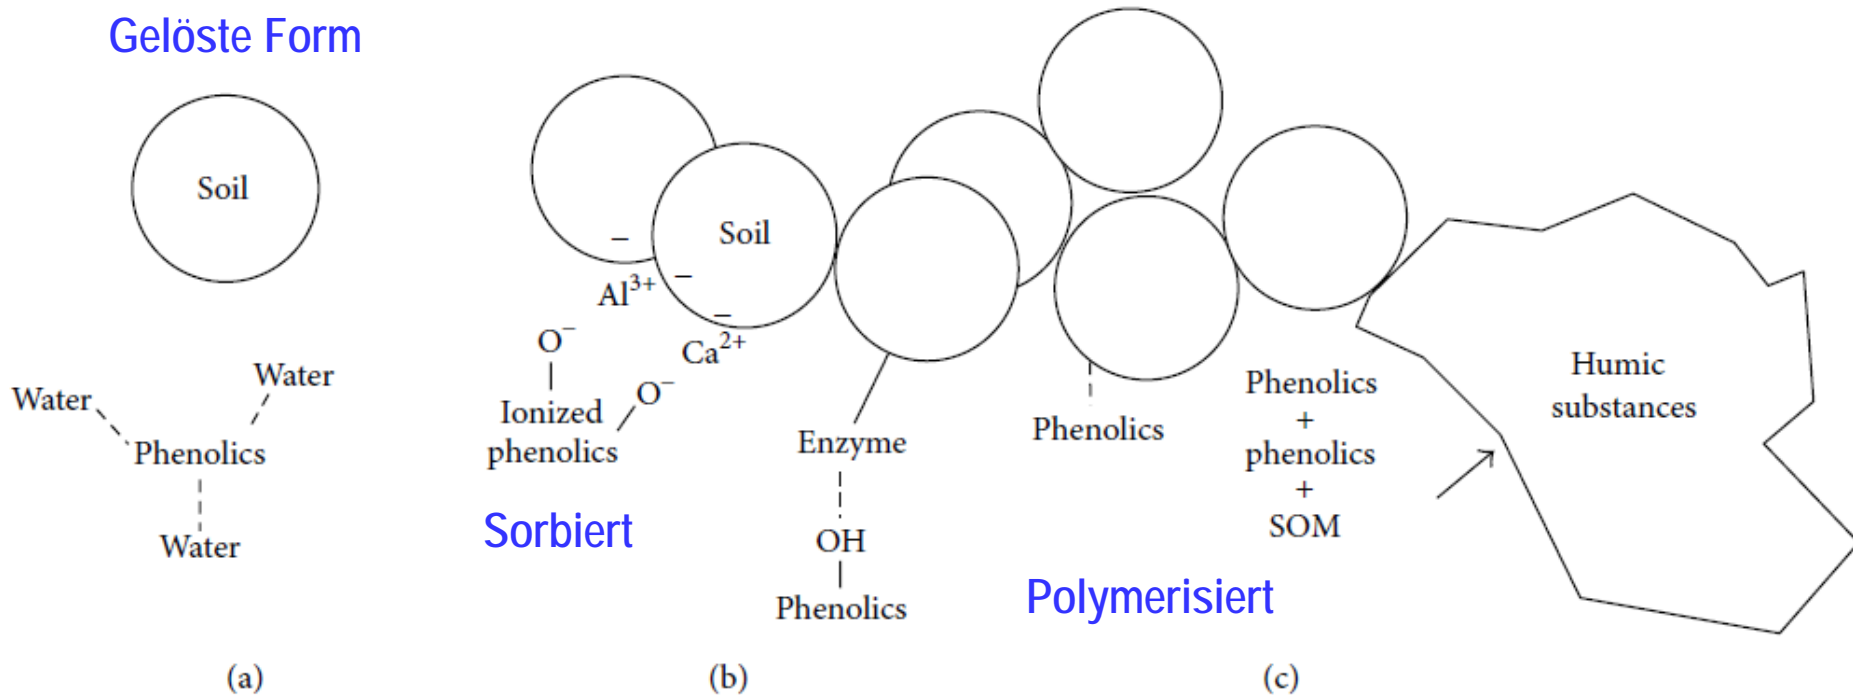 Gelöste Form
Soil
Water
Water
Phenolics
Water
(a)
Soil
−
−
−
Al³⁺
Ca²⁺
O⁻
O⁻
Ionized
phenolics
Sorbiert
Enzyme
OH
Phenolics
(b)
Phenolics
Phenolics
+
phenolics
+
SOM
Humic
substances
Polymerisiert
(c)